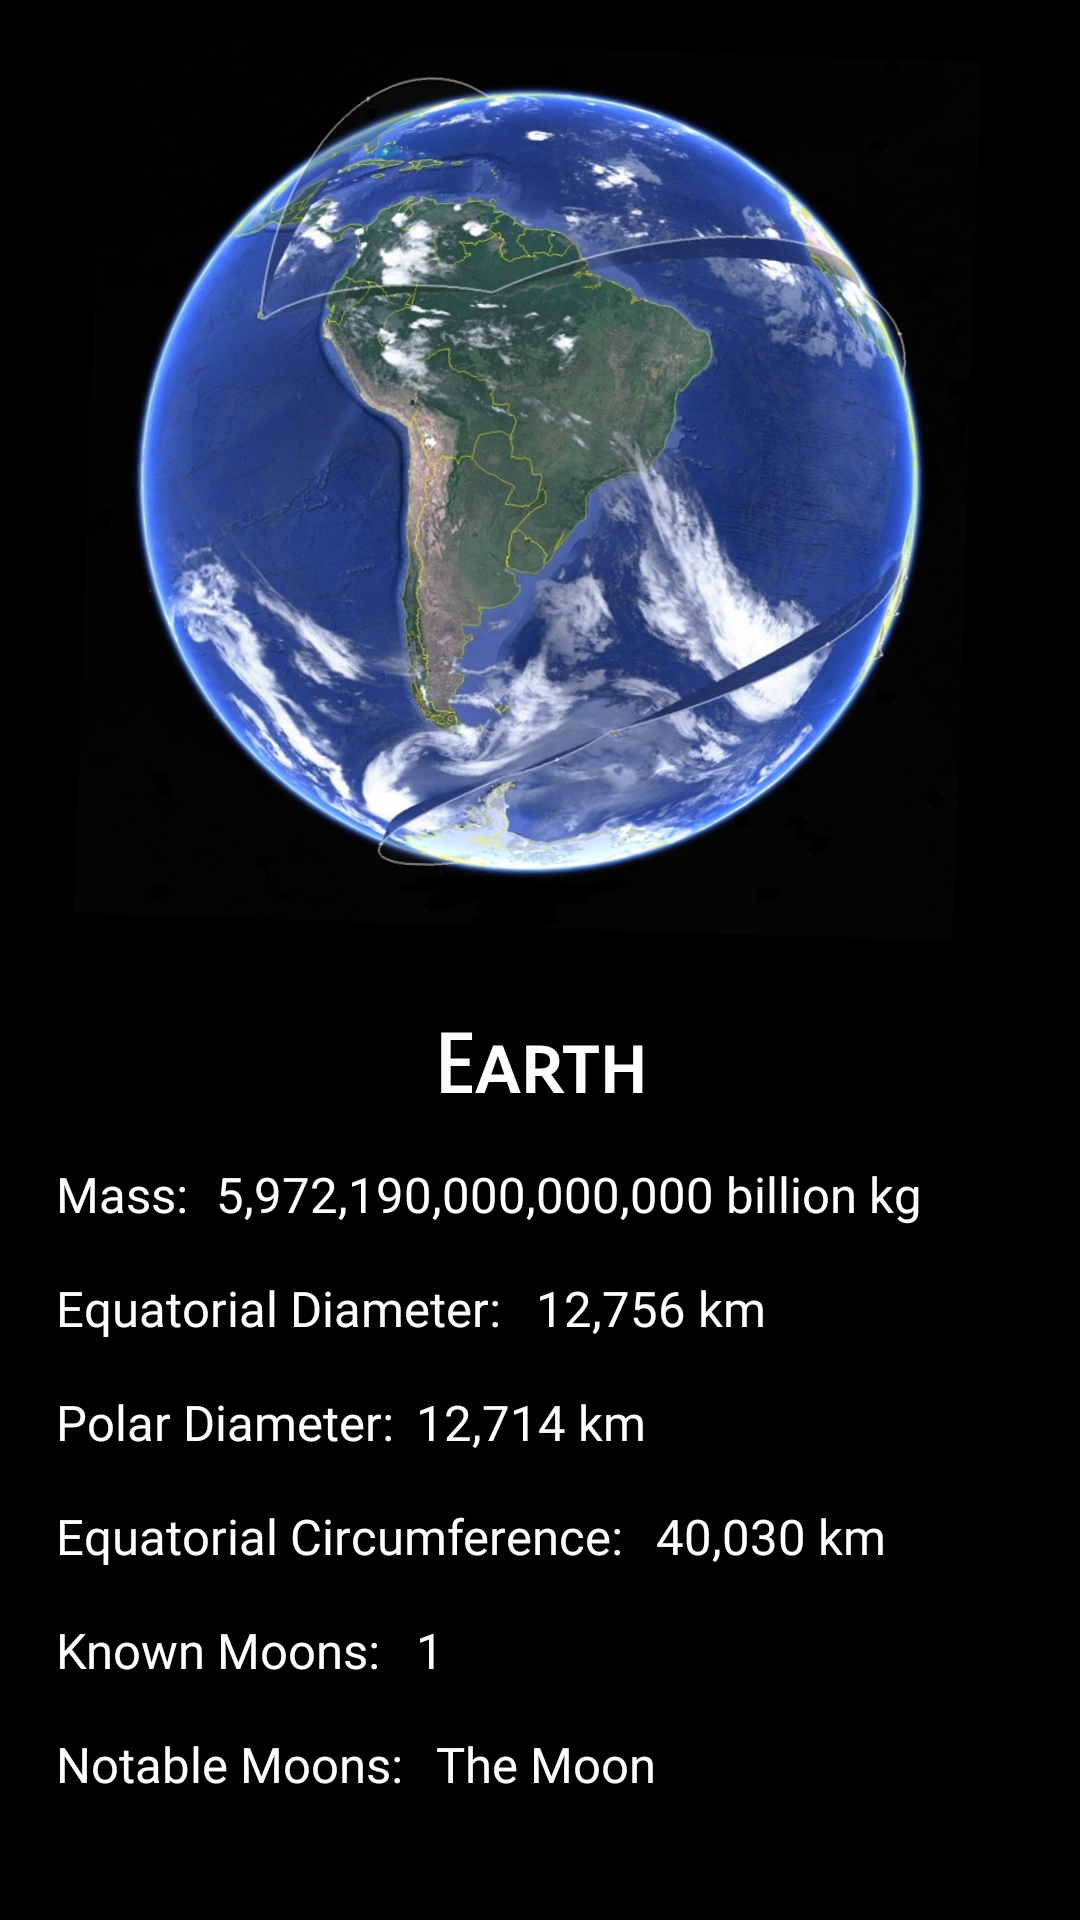 Earth
Mass: 5,972,190,000,000,000 billion kg
Equatorial Diameter: 12,756 km
Polar Diameter: 12,714 km
Equatorial Circumference: 40,030 km
Known Moons: 1
Notable Moons: The Moon